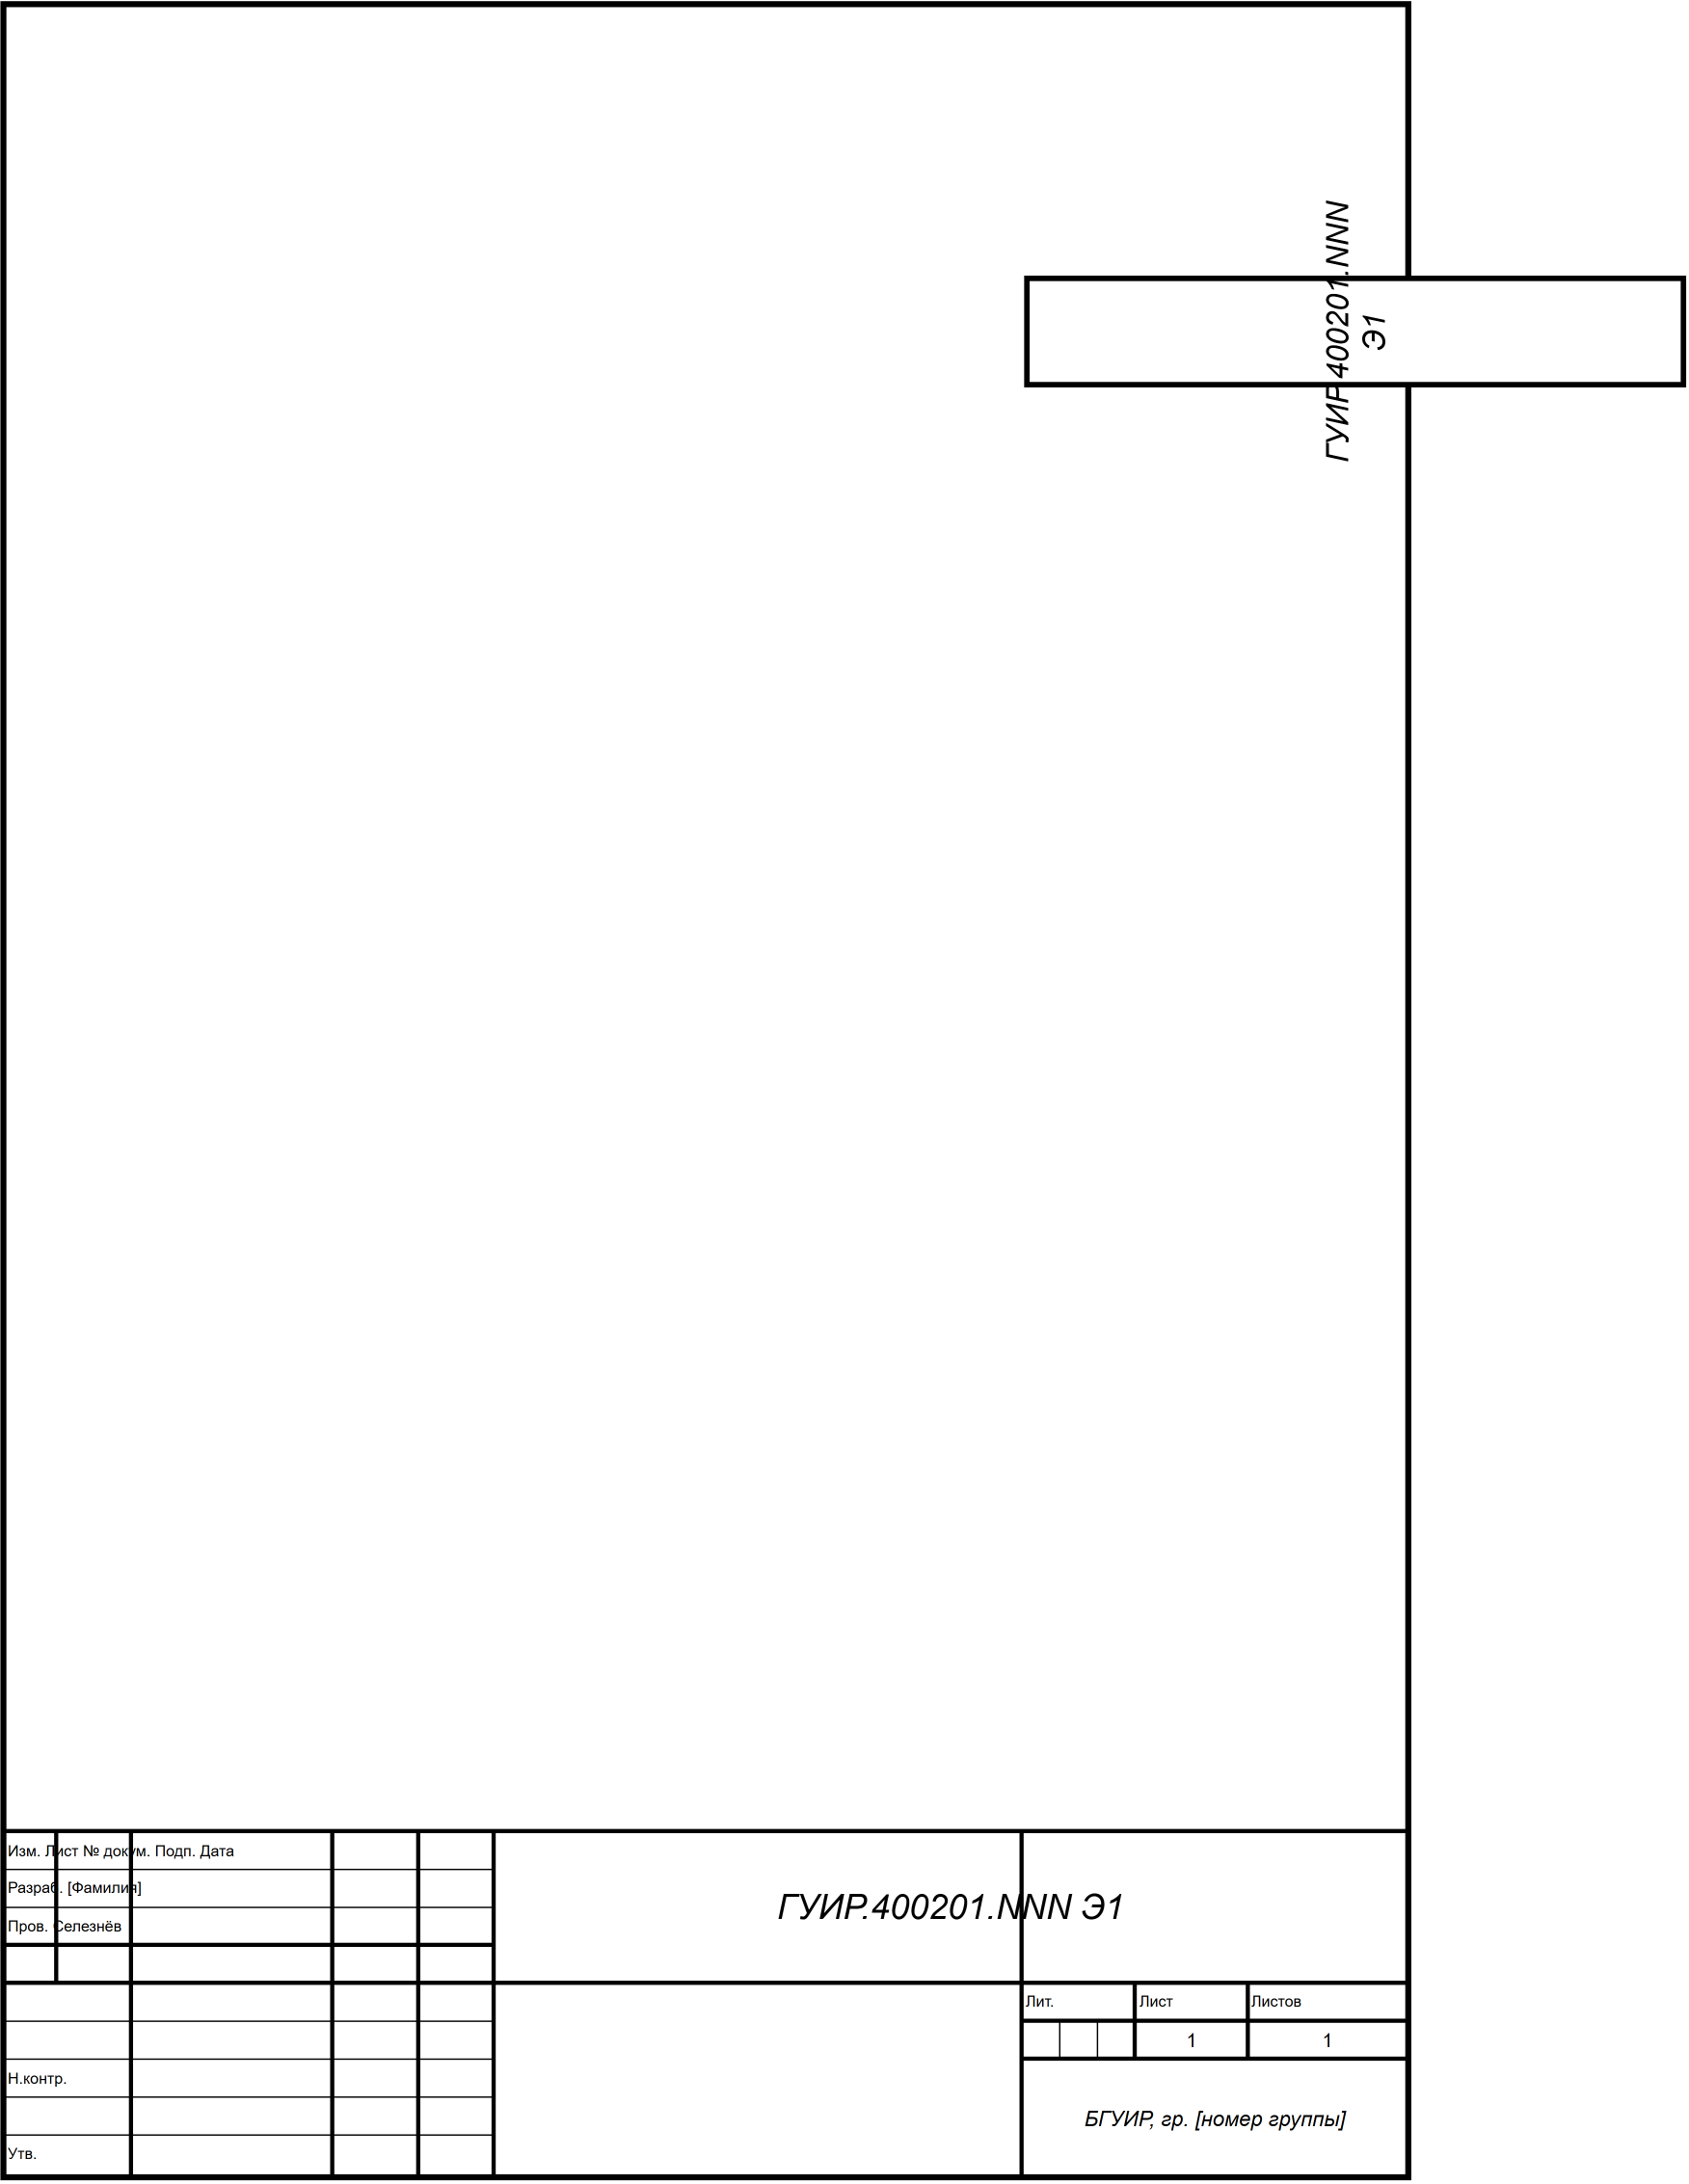 ГУИР.400201.NNN
Э1
Изм. Лист № докум. Подп. Дата
Разраб. [Фамилия]
Пров. Селезнёв
ГУИР.400201.NNN Э1
Лит. Лист Листов
1 1
Н.контр.
БГУИР, гр. [номер группы]
Утв.